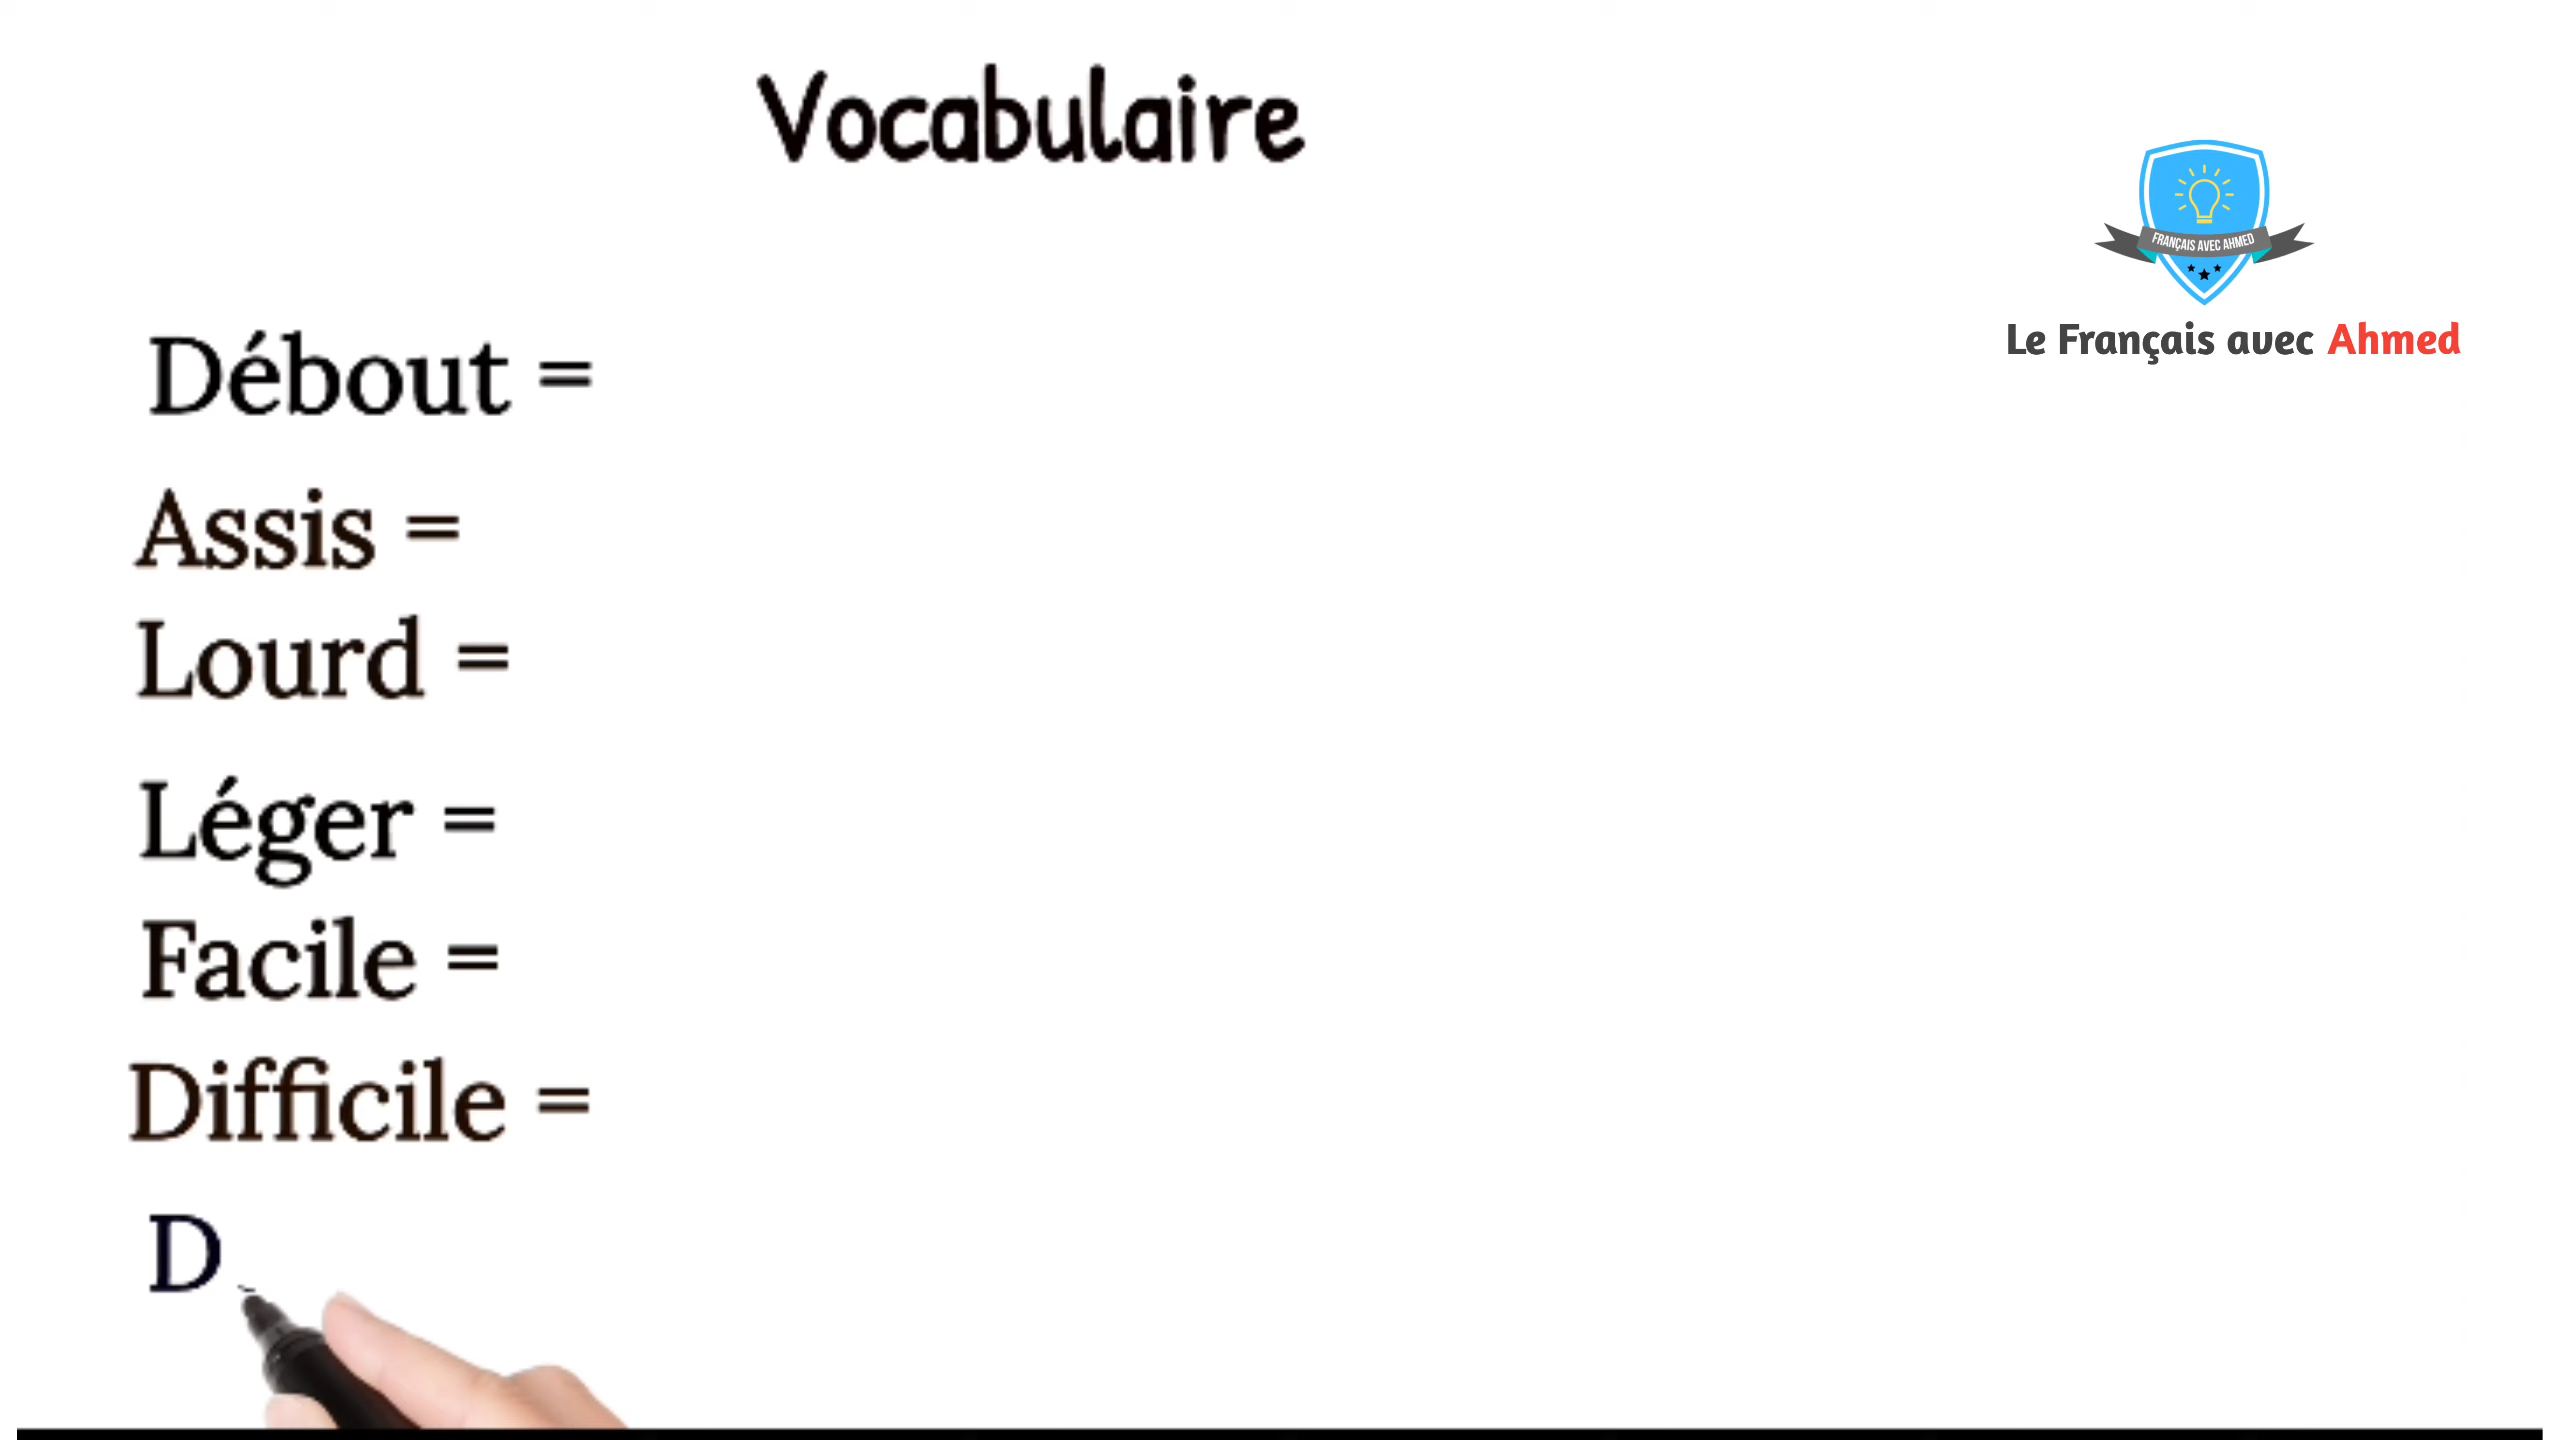 Vocabulaire
FRANÇAIS AVEC AHMED
Le Français avec Ahmed
Débout =
Assis =
Lourd =
Léger =
Facile =
Difficile =
D